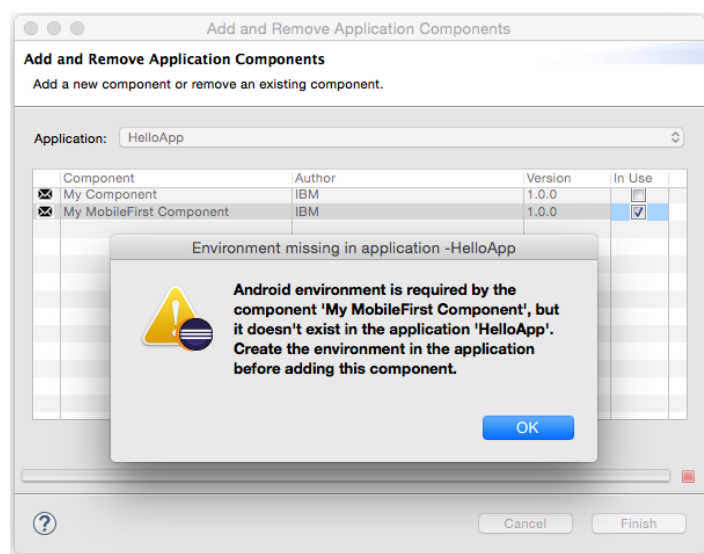 Add and Remove Application Components
Add and Remove Application Components
Add a new component or remove an existing component.
Application: HelloApp
Component Author Version In Use
My Component IBM 1.0.0
My MobileFirst Component IBM 1.0.0
Environment missing in application -HelloApp
Android environment is required by the
component 'My MobileFirst Component', but
it doesn't exist in the application 'HelloApp'.
Create the environment in the application
before adding this component.
OK
? Cancel Finish